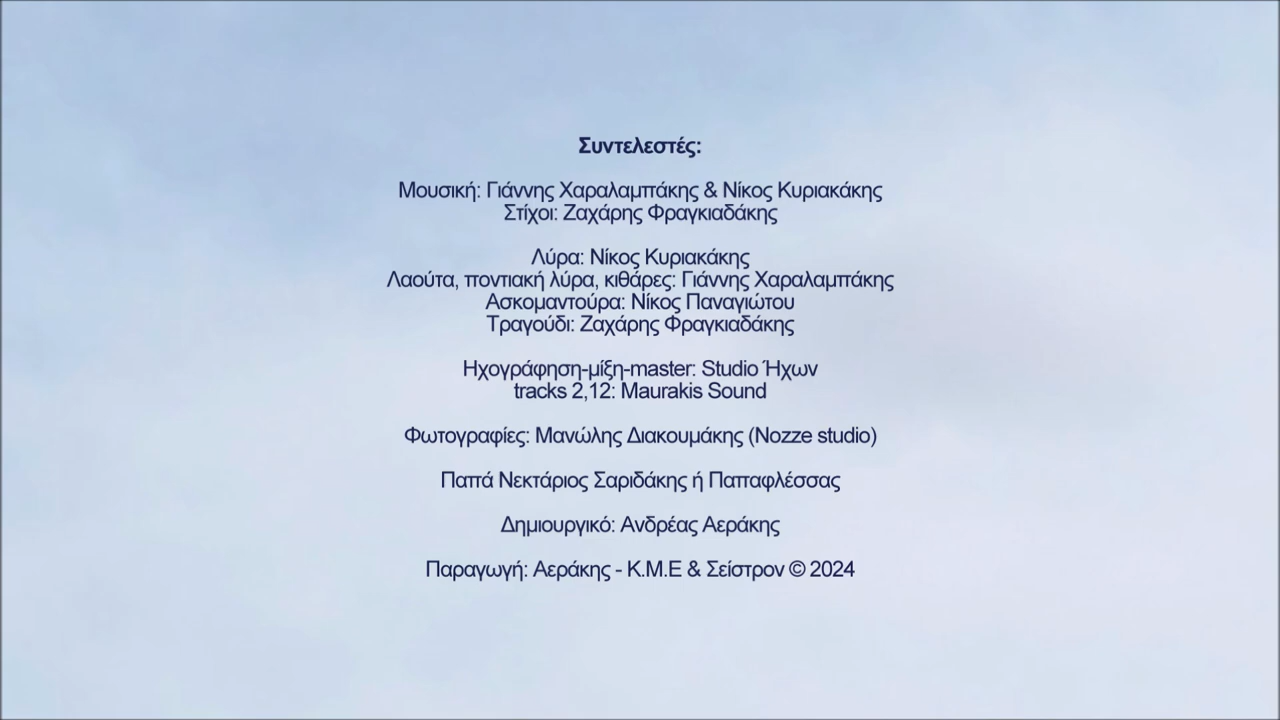 Συντελεστές:
Μουσική: Γιάννης Χαραλαμπάκης & Νίκος Κυριακάκης
Στίχοι: Ζαχάρης Φραγκιαδάκης
Λύρα: Νίκος Κυριακάκης
Λαούτα, ποντιακή λύρα, κιθάρες: Γιάννης Χαραλαμπάκης
Ασκομαντούρα: Νίκος Παναγιώτου
Τραγούδι: Ζαχάρης Φραγκιαδάκης
Ηχογράφηση-μίξη-master: Studio Ήχων
tracks 2,12: Maurakis Sound
Φωτογραφίες: Μανώλης Διακουμάκης (Nozze studio)
Παπά Νεκτάριος Σαριδάκης ή Παπαφλέσσας
Δημιουργικό: Ανδρέας Αεράκης
Παραγωγή: Αεράκης - Κ.Μ.Ε & Σείστρον © 2024